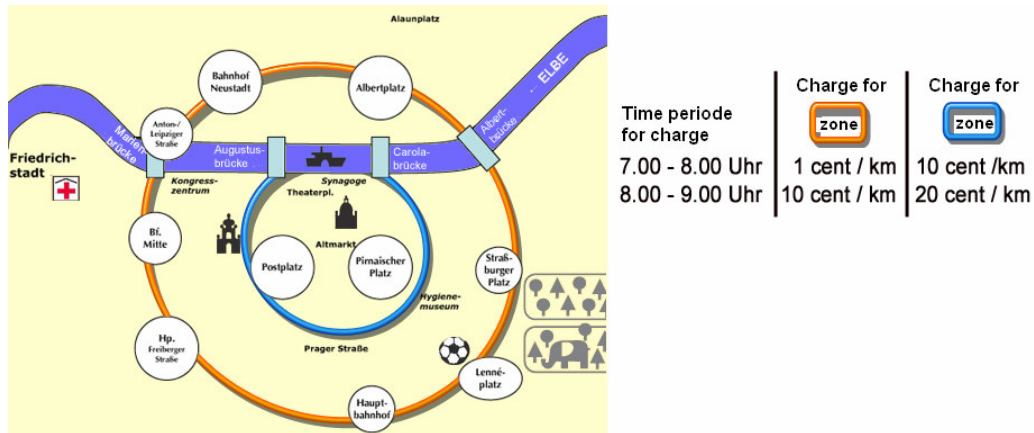 Alaunplatz
Bahnhof
Neustadt
Albertplatz
← ELBE
Albert-
brücke
Anton-/
Leipziger
Straße
Marien-
brücke
Augustus-
brücke
Carola-
brücke
Friedrich-
stadt
Kongress-
zentrum
Synagoge
Theaterpl.
Bf.
Mitte
Altmarkt
Postplatz
Pirnaischer
Platz
Straß-
burger
Platz
Hygiene-
museum
Hp.
Freiberger
Straße
Prager Straße
Lenné-
platz
Haupt-
bahnhof
Time periode
for charge
Charge for
zone
Charge for
zone
7.00 - 8.00 Uhr 1 cent / km 10 cent /km
8.00 - 9.00 Uhr 10 cent / km 20 cent / km